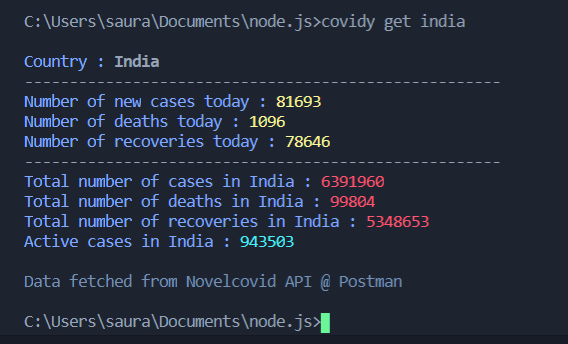 C:\Users\saura\Documents\node.js>covidy get india
Country : India
--------------------------------------------------
Number of new cases today : 81693
Number of deaths today : 1096
Number of recoveries today : 78646
--------------------------------------------------
Total number of cases in India : 6391960
Total number of deaths in India : 99804
Total number of recoveries in India : 5348653
Active cases in India : 943503
Data fetched from Novelcovid API @ Postman
C:\Users\saura\Documents\node.js>